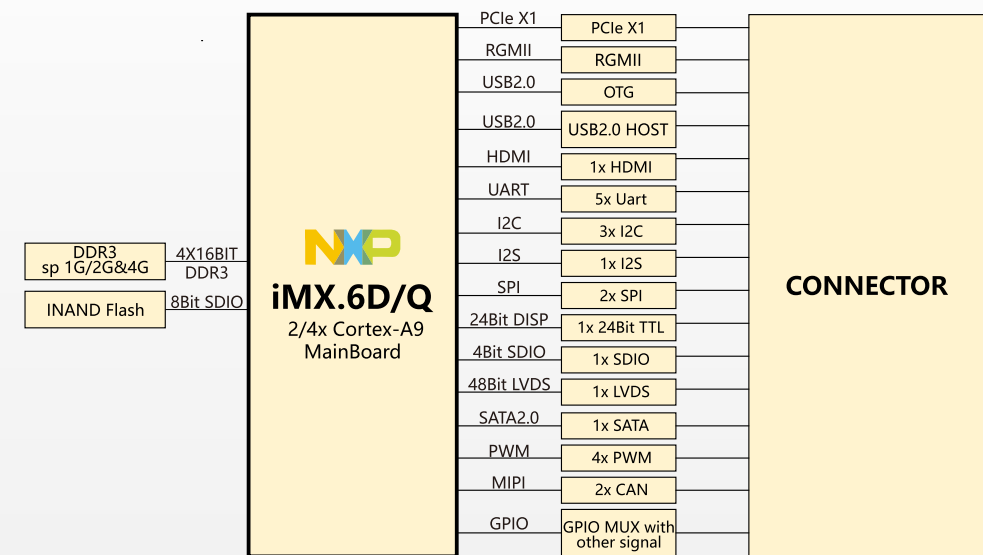 DDR3
sp 1G/2G&4G
4X16BIT
DDR3
INAND Flash
8Bit SDIO
NXP
iMX.6D/Q
2/4x Cortex-A9
MainBoard
PCIe X1
PCIe X1
RGMII
RGMII
USB2.0
OTG
USB2.0
USB2.0 HOST
HDMI
1x HDMI
UART
5x Uart
I2C
3x I2C
I2S
1x I2S
SPI
2x SPI
24Bit DISP
1x 24Bit TTL
4Bit SDIO
1x SDIO
48Bit LVDS
1x LVDS
SATA2.0
1x SATA
PWM
4x PWM
MIPI
2x CAN
GPIO
GPIO MUX with
other signal
CONNECTOR